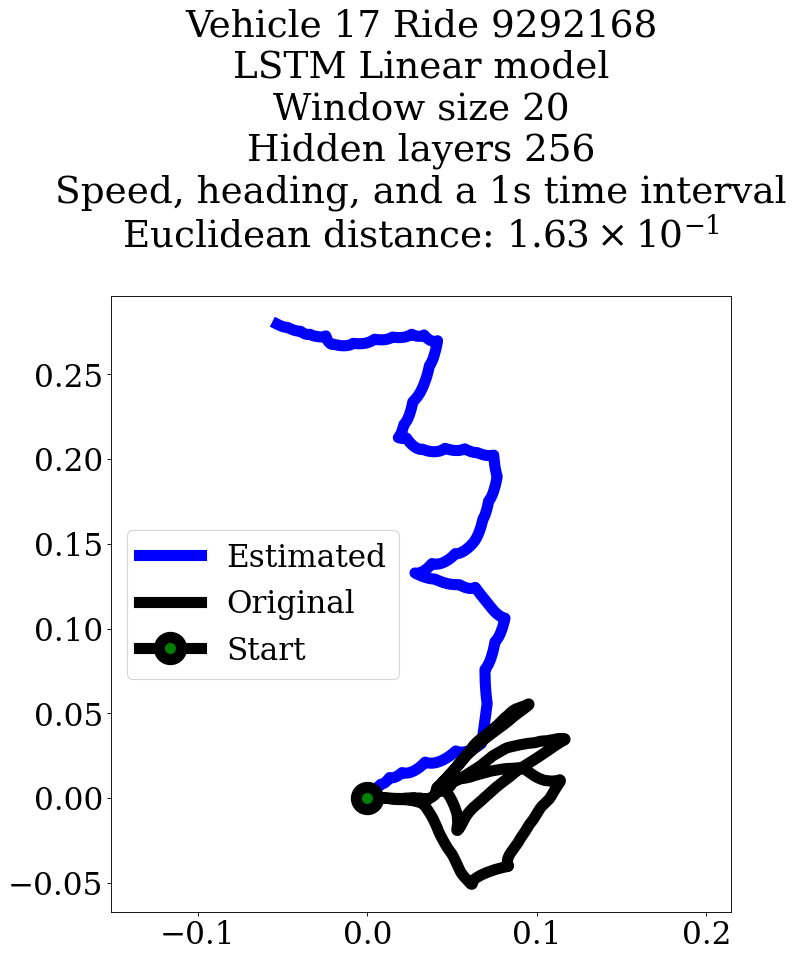 Vehicle 17 Ride 9292168
LSTM Linear model
Window size 20
Hidden layers 256
Speed, heading, and a 1s time interval
Euclidean distance: 1.63 × 10⁻¹
0.25
0.20
0.15
0.10
0.05
0.00
−0.05
Estimated
Original
Start
−0.1
0.0
0.1
0.2